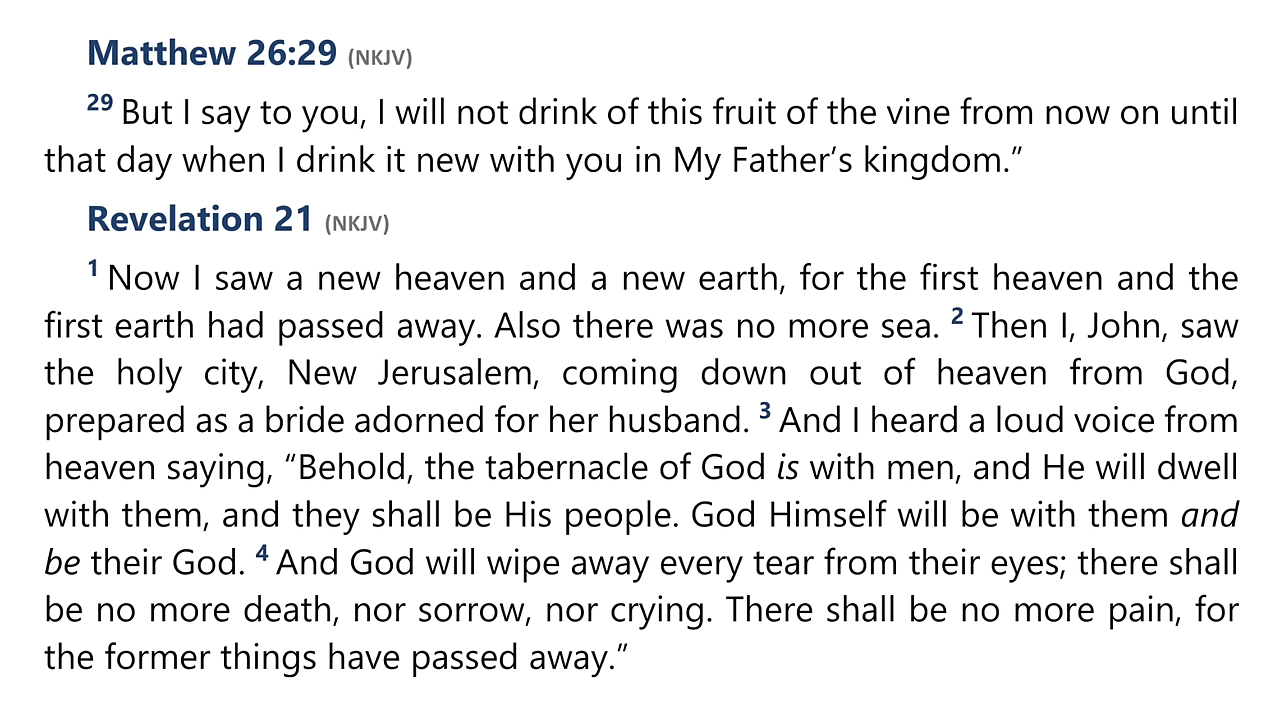 Matthew 26:29 (NKJV)
29 But I say to you, I will not drink of this fruit of the vine from now on until
that day when I drink it new with you in My Father’s kingdom.”
Revelation 21 (NKJV)
1 Now I saw a new heaven and a new earth, for the first heaven and the
first earth had passed away. Also there was no more sea. 2 Then I, John, saw
the holy city, New Jerusalem, coming down out of heaven from God,
prepared as a bride adorned for her husband. 3 And I heard a loud voice from
heaven saying, “Behold, the tabernacle of God is with men, and He will dwell
with them, and they shall be His people. God Himself will be with them and
be their God. 4 And God will wipe away every tear from their eyes; there shall
be no more death, nor sorrow, nor crying. There shall be no more pain, for
the former things have passed away.”